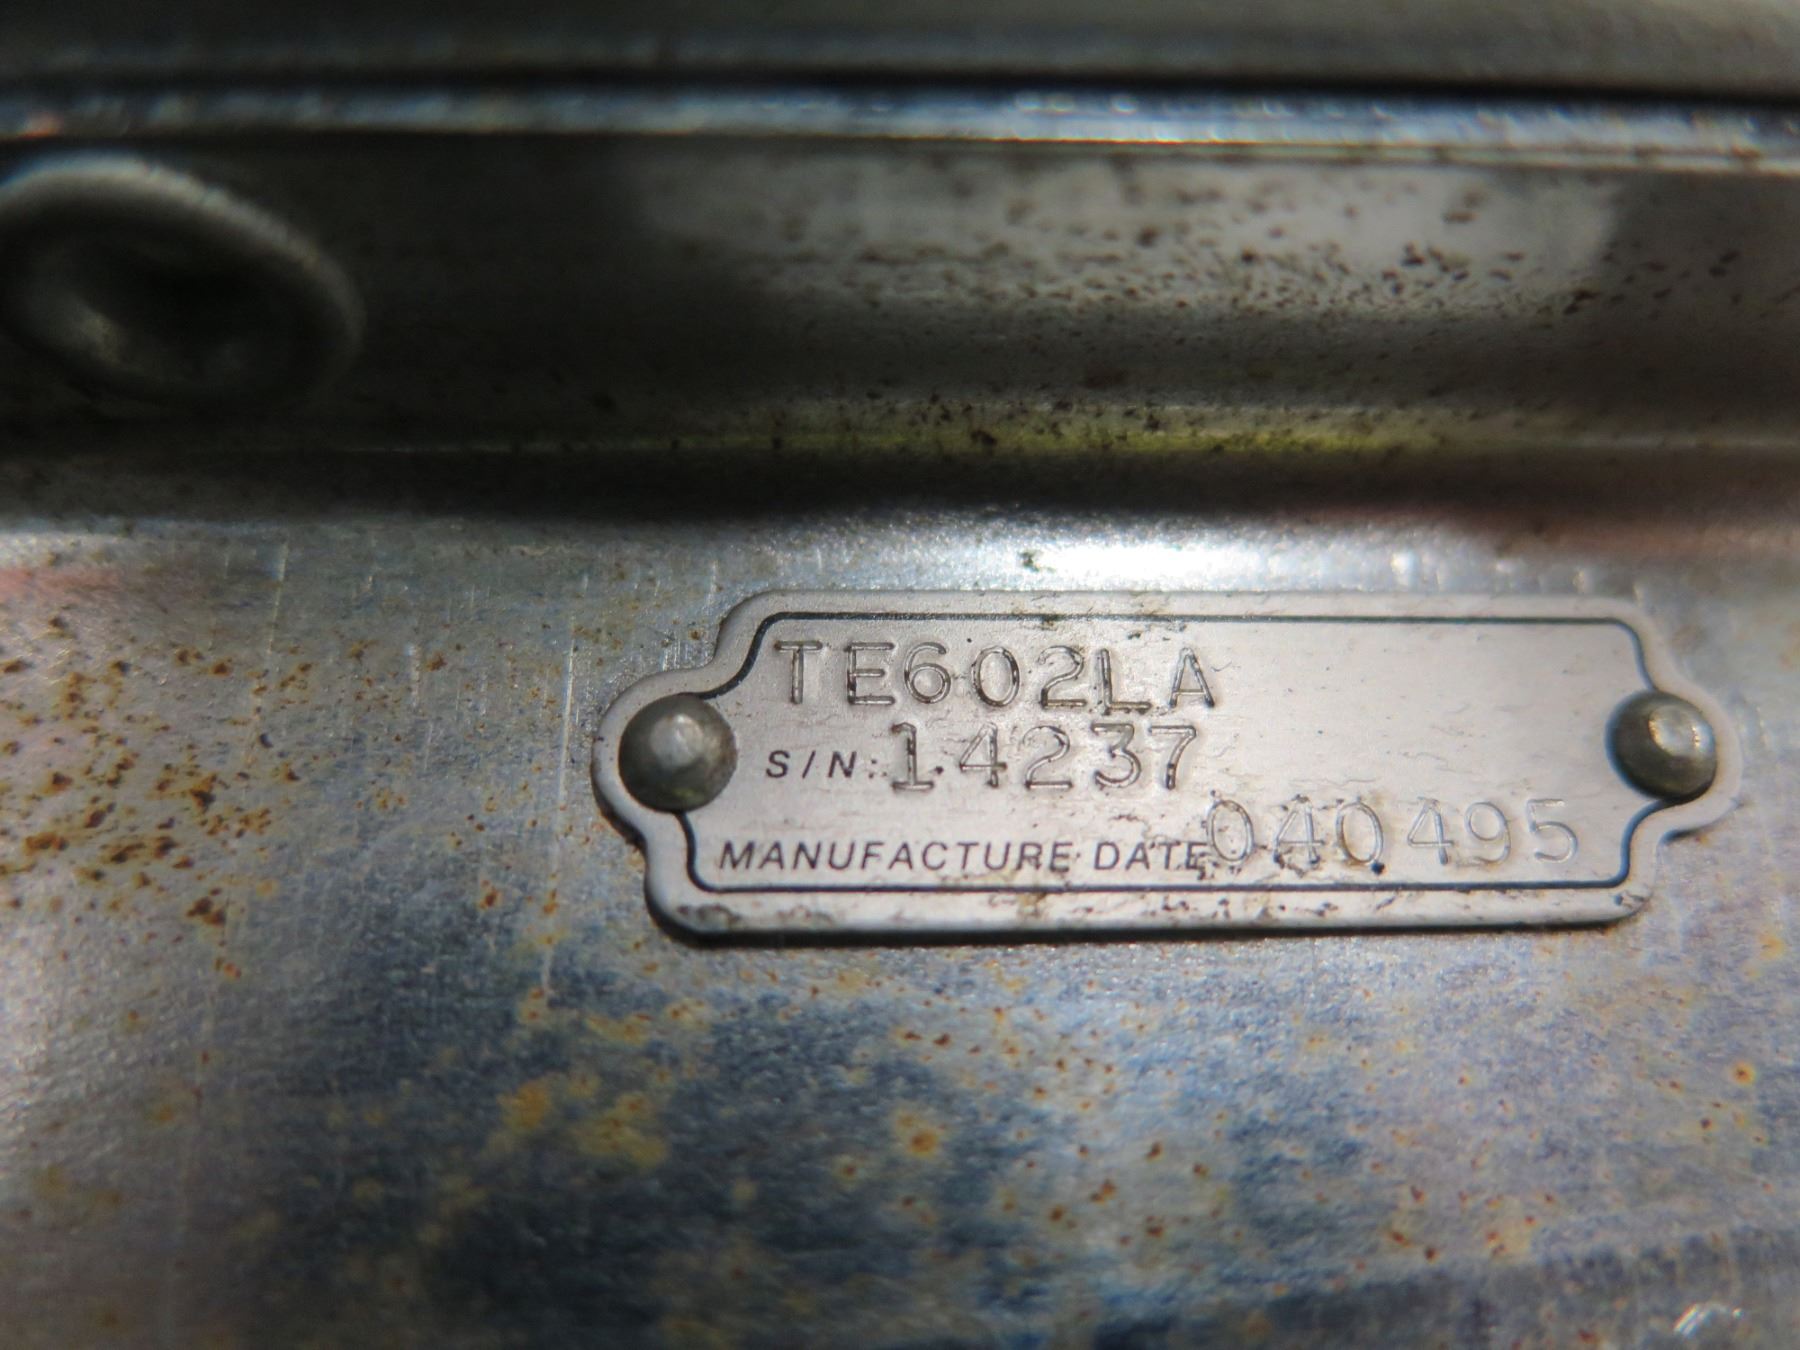 TE602LA
S/N: 14237
MANUFACTURE DATE 040495